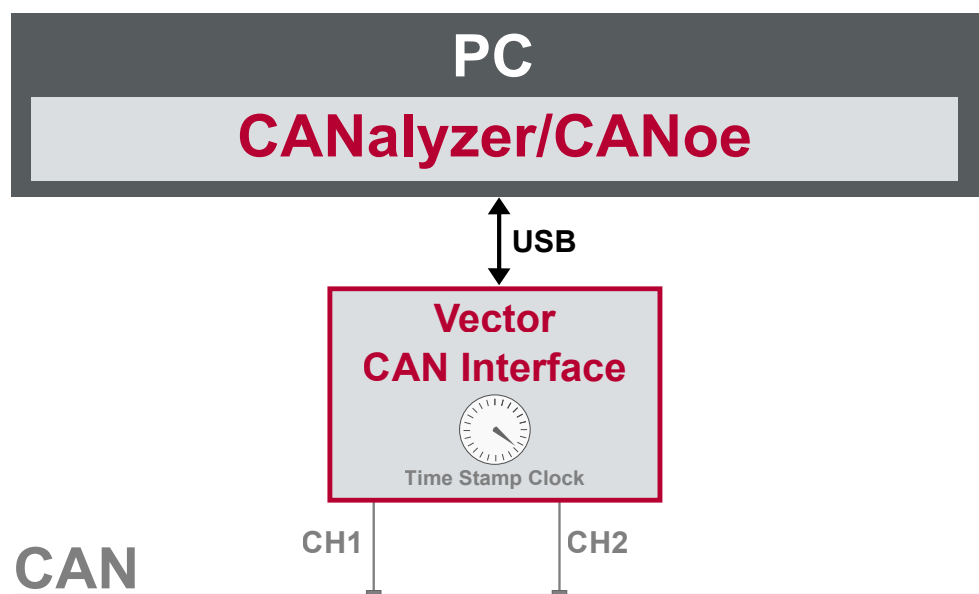 PC
CANalyzer/CANoe
USB
Vector
CAN Interface
Time Stamp Clock
CH1
CH2
CAN